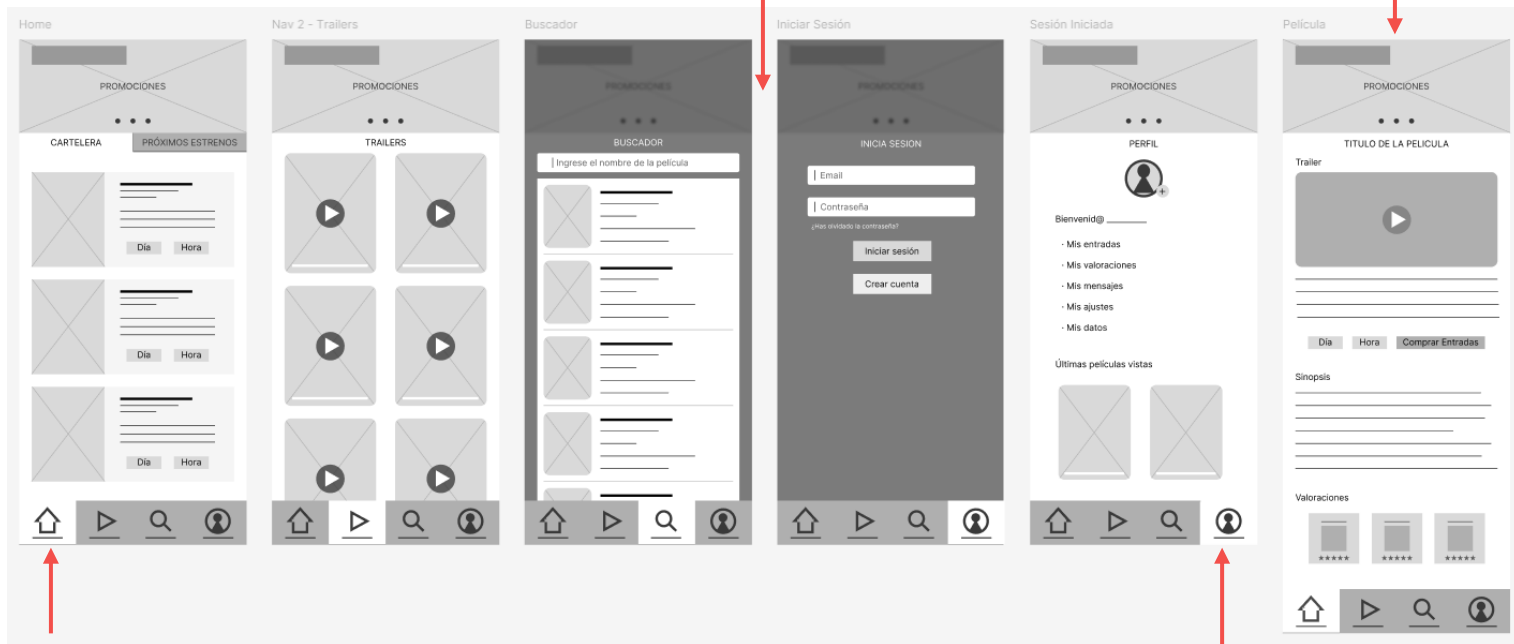 Home
PROMOCIONES
CARTELERA
PRÓXIMOS ESTRENOS
Día Hora
Día Hora
Día Hora
Nav 2 - Trailers
PROMOCIONES
TRAILERS
Buscador
PROMOCIONES
BUSCADOR
Ingrese el nombre de la película
Iniciar Sesión
PROMOCIONES
INICIA SESION
Email
Contraseña
¿Has olvidado la contraseña?
Iniciar sesión
Crear cuenta
Sesión Iniciada
PROMOCIONES
PERFIL
Bienvenid@ ________
· Mis entradas
· Mis valoraciones
· Mis mensajes
· Mis ajustes
· Mis datos
Últimas películas vistas
Película
PROMOCIONES
TITULO DE LA PELICULA
Trailer
Día Hora Comprar Entradas
Sinopsis
Valoraciones